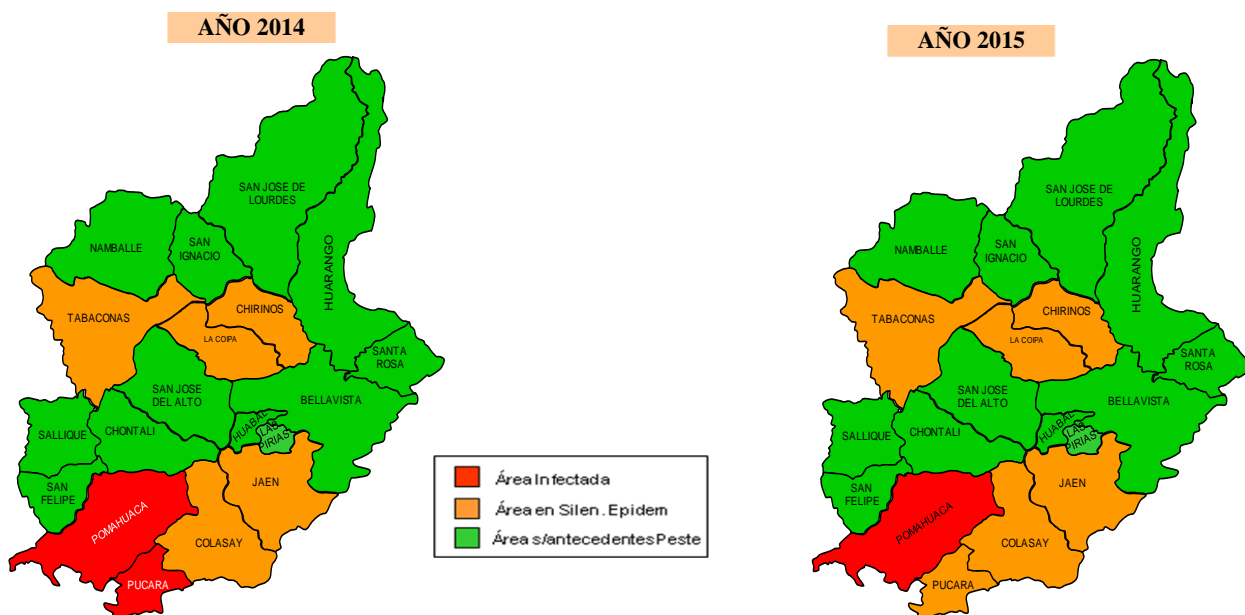 AÑO 2014
SAN JOSE DE
LOURDES
NAMBALLE
SAN
IGNACIO
HUARANGO
TABACONAS
CHIRINOS
LA COIPA
SANTA
ROSA
SAN JOSE
DEL ALTO
BELLAVISTA
SALLIQUE
CHONTALI
HUABAL
LAS
PIRIAS
SAN
FELIPE
JAEN
POMAHUACA
COLASAY
PUCARA
Área Infectada
Área en Silen. Epidem
Área s/antecedentes Peste
AÑO 2015
SAN JOSE DE
LOURDES
NAMBALLE
SAN
IGNACIO
HUARANGO
TABACONAS
CHIRINOS
LA COIPA
SANTA
ROSA
SAN JOSE
DEL ALTO
BELLAVISTA
SALLIQUE
CHONTALI
HUABAL
LAS
PIRIAS
SAN
FELIPE
JAEN
POMAHUACA
COLASAY
PUCARA